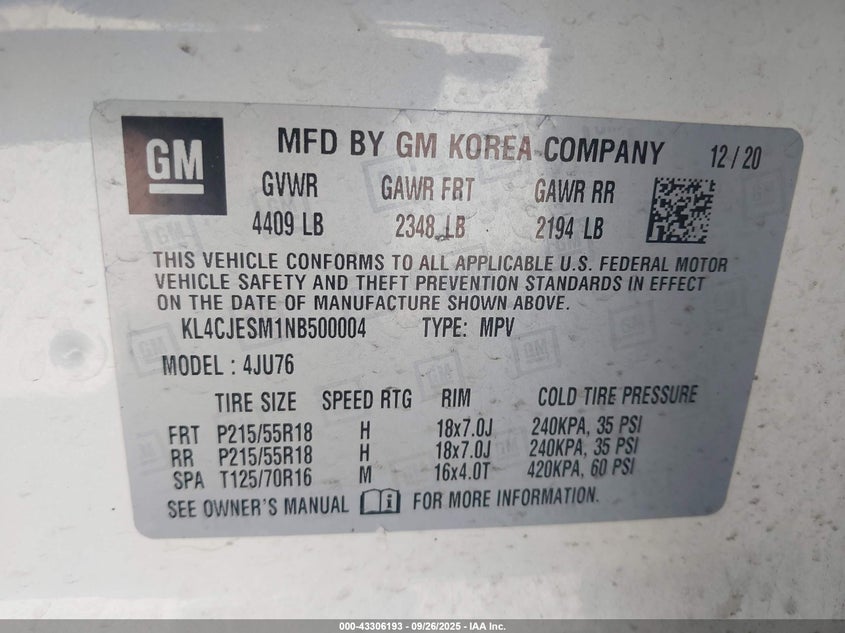 GM
MFD BY GM KOREA COMPANY 12 / 20
GVWR GAWR FRT GAWR RR
4409 LB 2348 LB 2194 LB
THIS VEHICLE CONFORMS TO ALL APPLICABLE U.S. FEDERAL MOTOR
VEHICLE SAFETY AND THEFT PREVENTION STANDARDS IN EFFECT
ON THE DATE OF MANUFACTURE SHOWN ABOVE.
KL4CJESM1NB500004 TYPE: MPV
MODEL : 4JU76
TIRE SIZE SPEED RTG RIM COLD TIRE PRESSURE
FRT P215/55R18 H 18x7.0J 240KPA, 35 PSI
RR P215/55R18 H 18x7.0J 240KPA, 35 PSI
SPA T125/70R16 M 16x4.0T 420KPA, 60 PSI
SEE OWNER'S MANUAL FOR MORE INFORMATION.
000-43306193 - 09/26/2025 - IAA Inc.